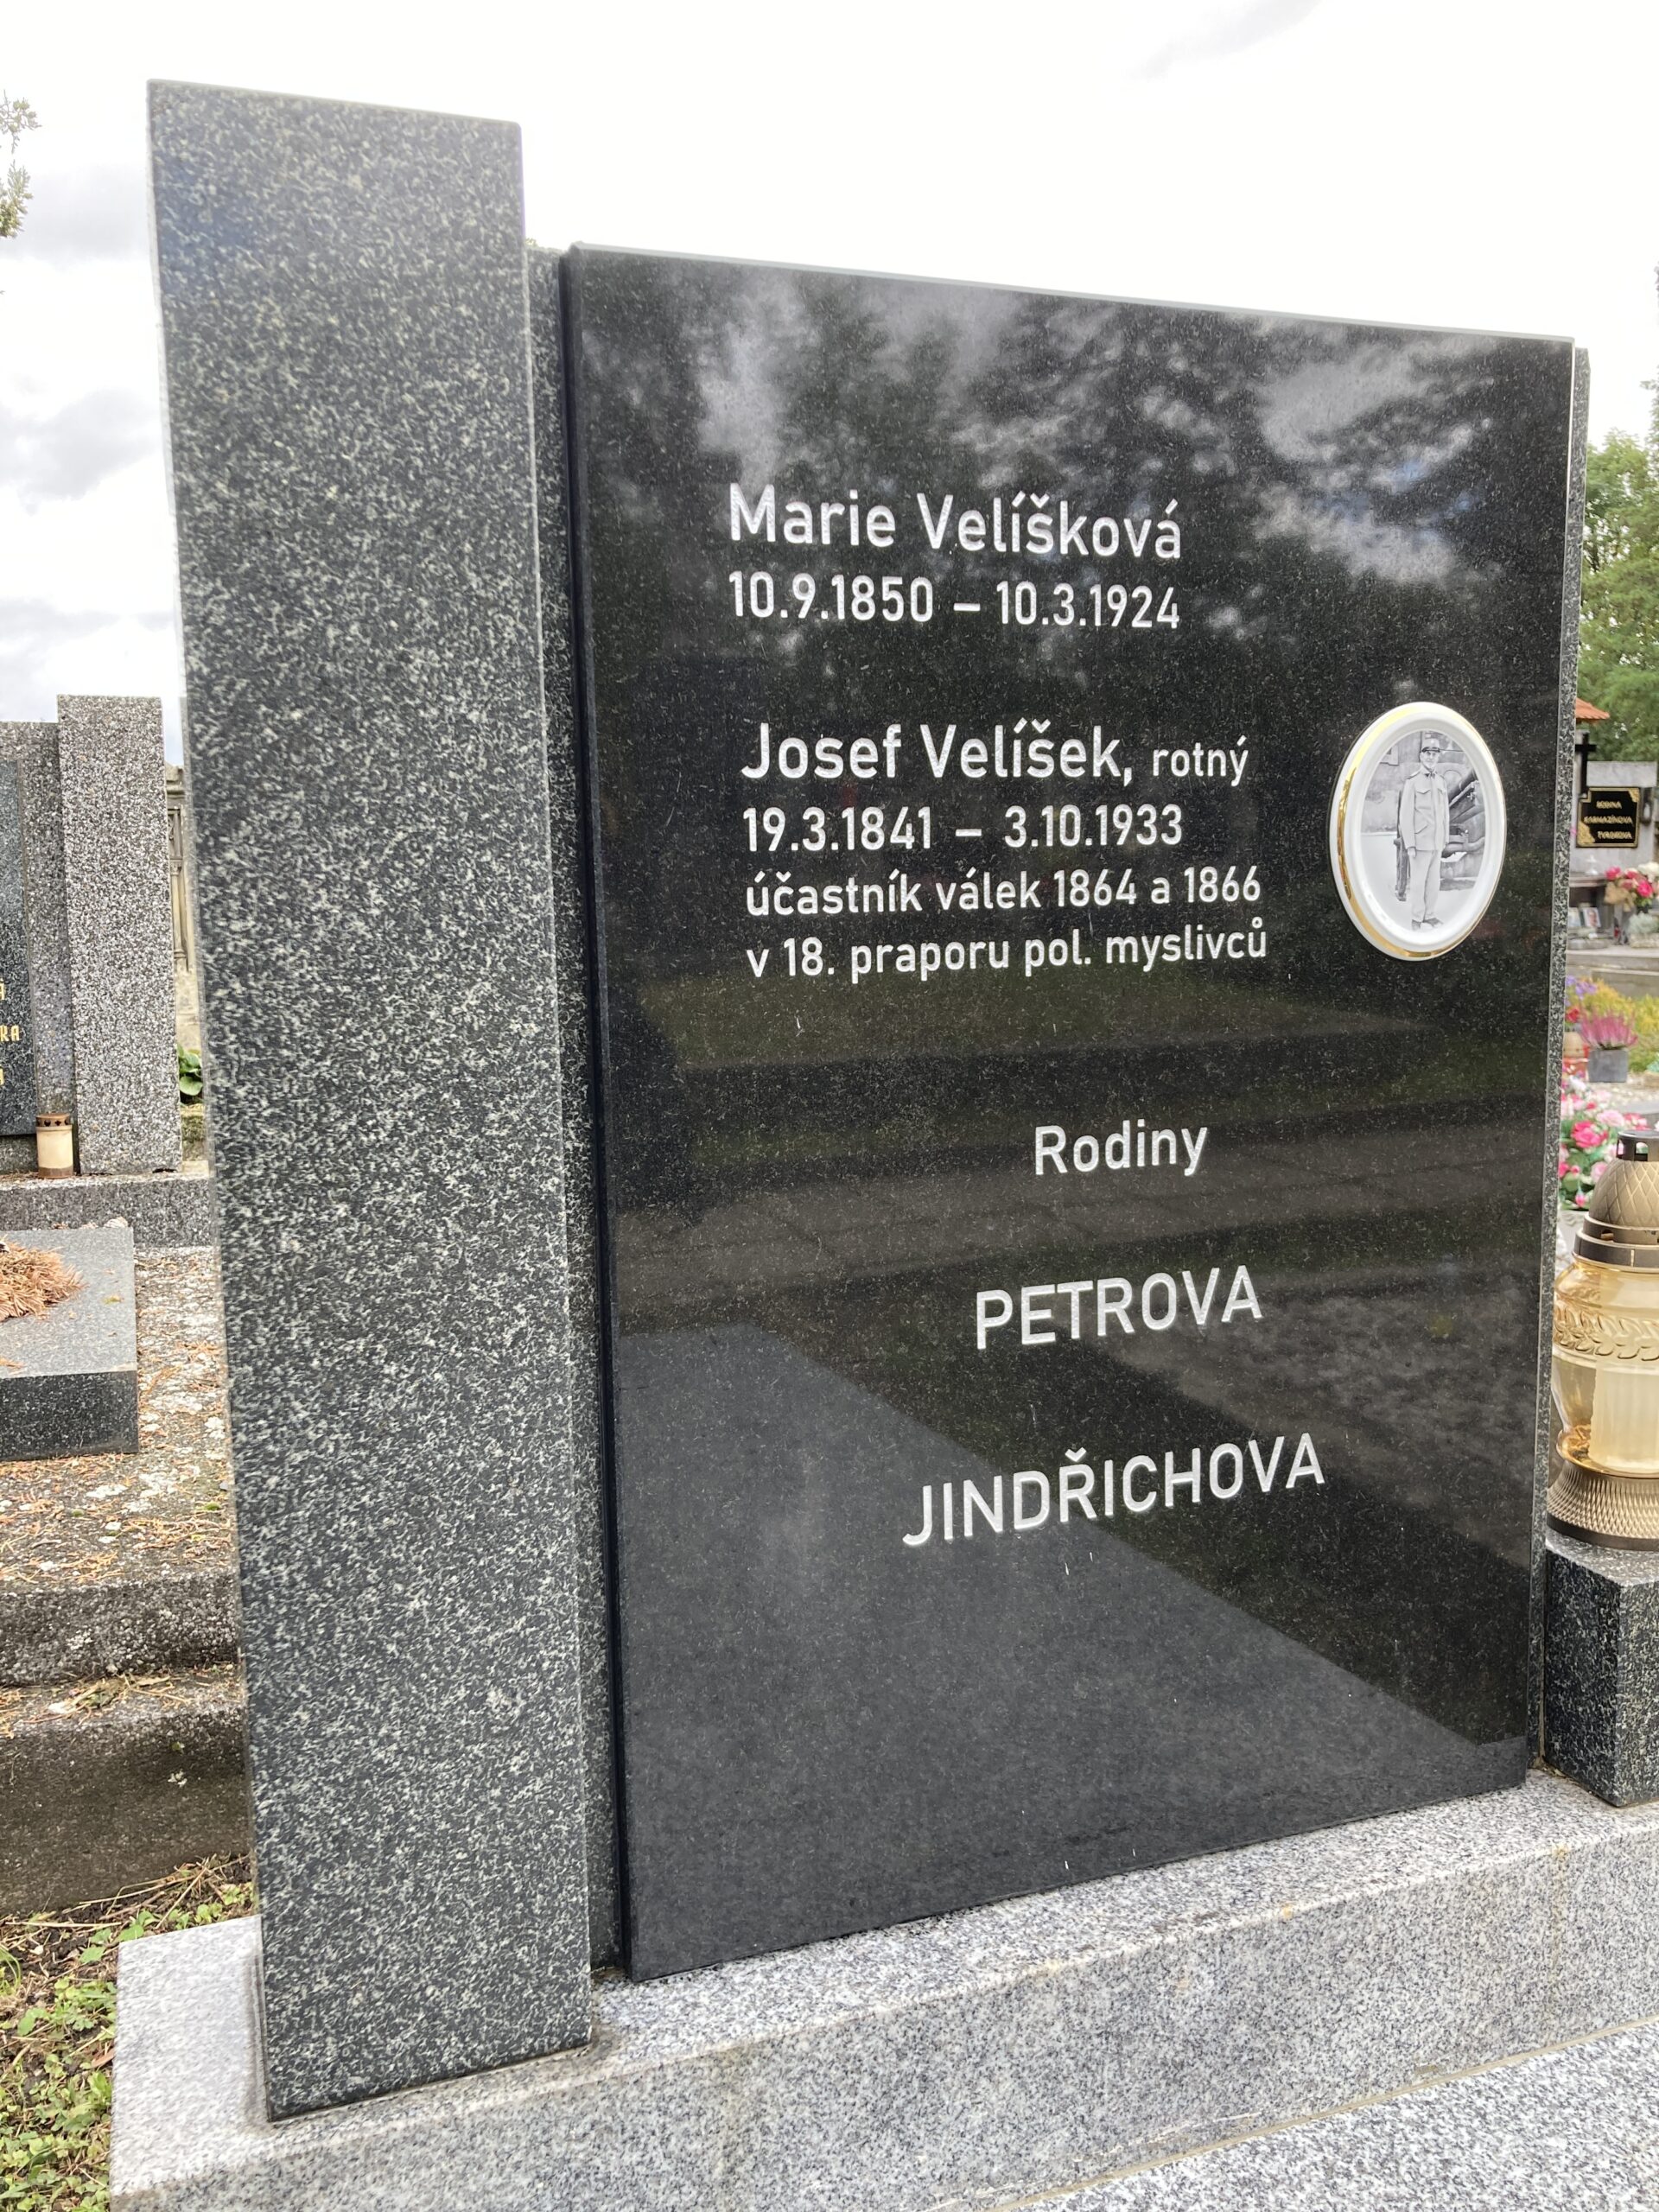 Marie Velíšková
10.9.1850 – 10.3.1924
Josef Velíšek, rotný
19.3.1841 – 3.10.1933
účastník válek 1864 a 1866
v 18. praporu pol. myslivců
Rodiny
PETROVA
JINDŘICHOVA
RODINA